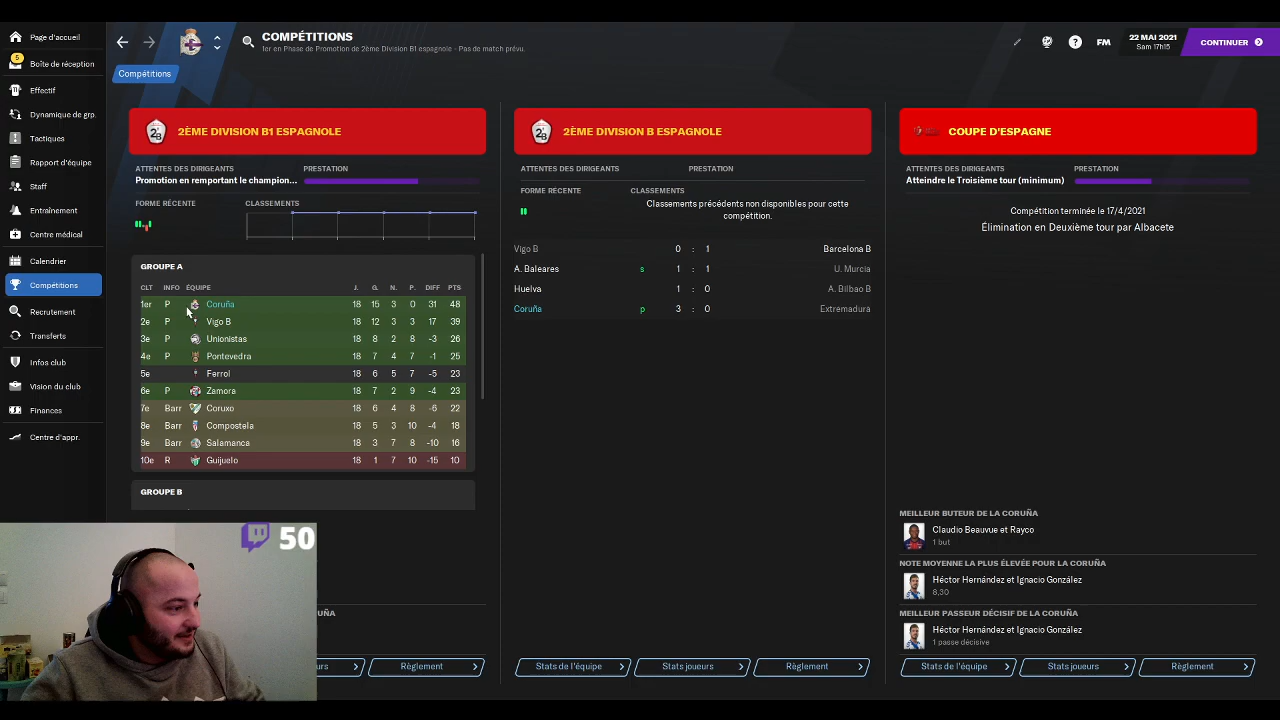 Page d'accueil
5
Boîte de réception
Effectif
Dynamique de grp.
Tactiques
Rapport d'équipe
Staff
Entraînement
Centre médical
Calendrier
Compétitions
Recrutement
Transferts
Infos club
Vision du club
Finances
Centre d'appr.
COMPÉTITIONS
1er en Phase de Promotion de 2ème Division B1 espagnole - Pas de match prévu.
FM
22 MAI 2021
Sam 17h15
CONTINUER
Compétitions
2ÈME DIVISION B1 ESPAGNOLE
ATTENTES DES DIRIGEANTS PRESTATION
Promotion en remportant le champion...
FORME RÉCENTE CLASSEMENTS
GROUPE A
CLT INFO ÉQUIPE J. G. N. P. DIFF PTS
1er P Coruña 18 15 3 0 31 48
2e P Vigo B 18 12 3 3 17 39
3e P Unionistas 18 8 2 8 -3 26
4e P Pontevedra 18 7 4 7 -1 25
5e Ferrol 18 6 5 7 -5 23
6e P Zamora 18 7 2 9 -4 23
7e Barr Coruxo 18 6 4 8 -6 22
8e Barr Compostela 18 5 3 10 -4 18
9e Barr Salamanca 18 3 7 8 -10 16
10e R Guijuelo 18 1 7 10 -15 10
GROUPE B
50
Règlement
2ÈME DIVISION B ESPAGNOLE
2B
ATTENTES DES DIRIGEANTS PRESTATION
FORME RÉCENTE CLASSEMENTS
Classements précédents non disponibles pour cette
compétition.
Vigo B 0 : 1 Barcelona B
A. Baleares s 1 : 1 U. Murcia
Huelva 1 : 0 A. Bilbao B
Coruña p 3 : 0 Extremadura
Stats de l'équipe Stats joueurs Règlement
COUPE D'ESPAGNE
ATTENTES DES DIRIGEANTS PRESTATION
Atteindre le Troisième tour (minimum)
Compétition terminée le 17/4/2021
Élimination en Deuxième tour par Albacete
MEILLEUR BUTEUR DE LA CORUÑA
Claudio Beauvue et Rayco
1 but
NOTE MOYENNE LA PLUS ÉLEVÉE POUR LA CORUÑA
Héctor Hernández et Ignacio González
8,30
MEILLEUR PASSEUR DÉCISIF DE LA CORUÑA
Héctor Hernández et Ignacio González
1 passe décisive
Stats de l'équipe Stats joueurs Règlement